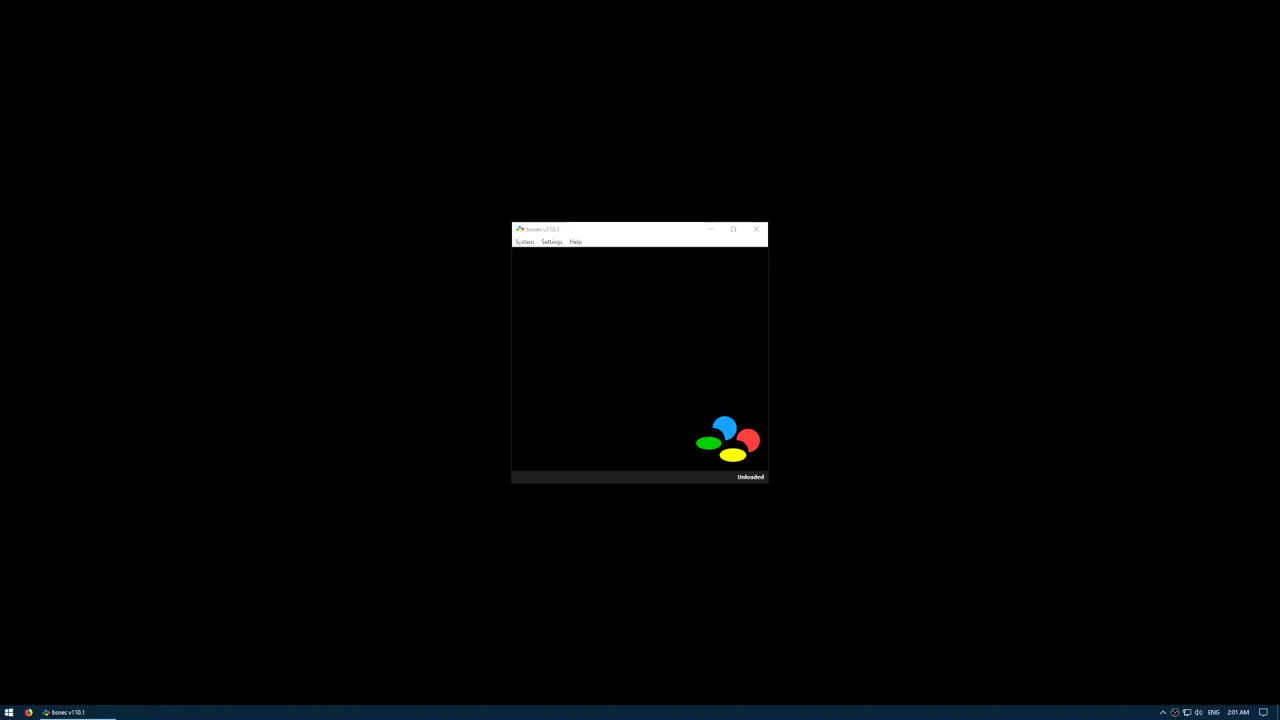 bsnes v110.1
System Settings Help
Unloaded
bsnes v110.1
ENG
2:01 AM